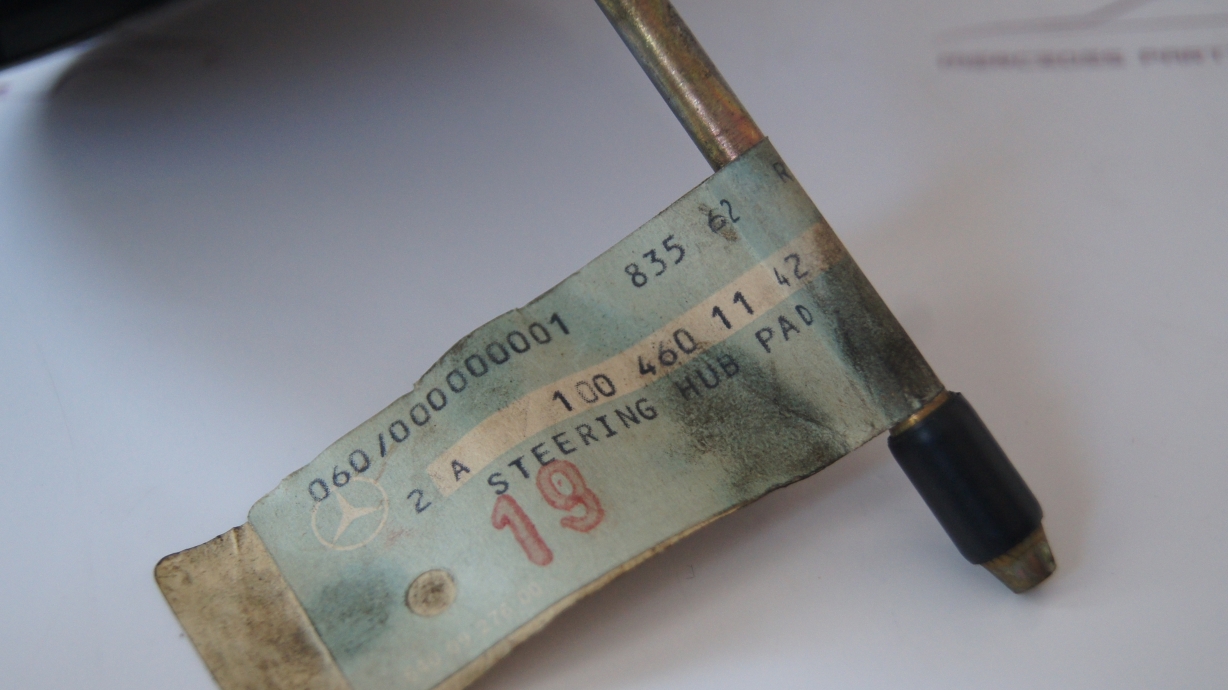 060/000000001 835 62 R
2 A 100 460 11 42
STEERING HUB PAD
19